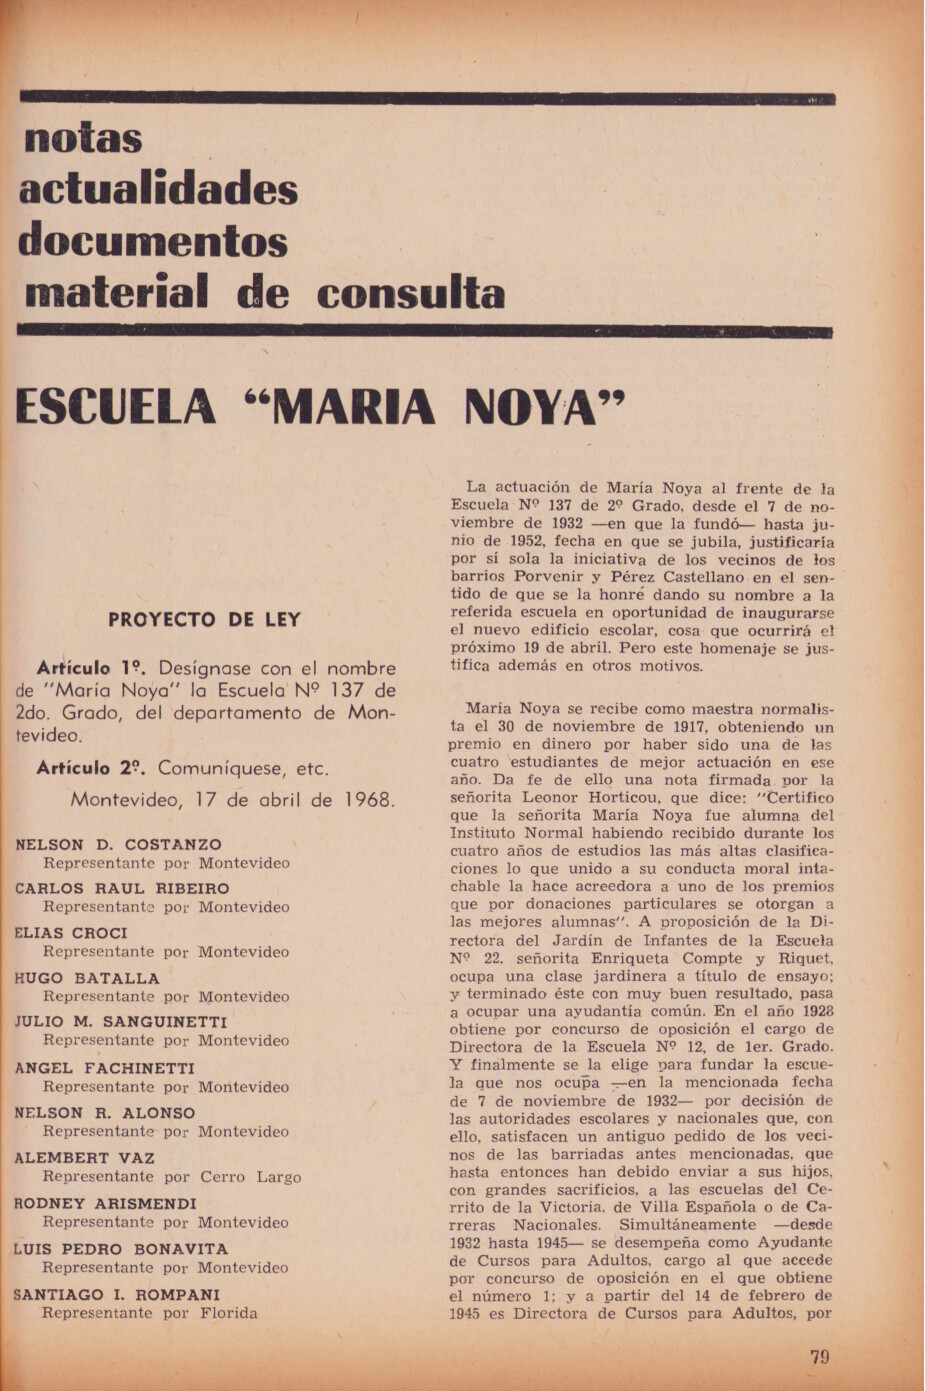 notas
actualidades
documentos
material de consulta
ESCUELA “MARIA NOYA”
PROYECTO DE LEY
Artículo 1º. Desígnase con el nombre
de "María Noya" la Escuela Nº 137 de
2do. Grado, del departamento de Mon-
tevideo.
Artículo 2º. Comuníquese, etc.
Montevideo, 17 de abril de 1968.
NELSON D. COSTANZO
Representante por Montevideo
CARLOS RAUL RIBEIRO
Representante por Montevideo
ELIAS CROCI
Representante por Montevideo
HUGO BATALLA
Representante por Montevideo
JULIO M. SANGUINETTI
Representante por Montevideo
ANGEL FACHINETTI
Representante por Montevideo
NELSON R. ALONSO
Representante por Montevideo
ALEMBERT VAZ
Representante por Cerro Largo
RODNEY ARISMENDI
Representante por Montevideo
LUIS PEDRO BONAVITA
Representante por Montevideo
SANTIAGO I. ROMPANI
Representante por Florida
La actuación de María Noya al frente de la
Escuela Nº 137 de 2º Grado, desde el 7 de no-
viembre de 1932 —en que la fundó— hasta ju-
nio de 1952, fecha en que se jubila, justificaría
por sí sola la iniciativa de los vecinos de los
barrios Porvenir y Pérez Castellano en el sen-
tido de que se la honre dando su nombre a la
referida escuela en oportunidad de inaugurarse
el nuevo edificio escolar, cosa que ocurrirá el
próximo 19 de abril. Pero este homenaje se jus-
tifica además en otros motivos.
María Noya se recibe como maestra normalis-
ta el 30 de noviembre de 1917, obteniendo un
premio en dinero por haber sido una de las
cuatro estudiantes de mejor actuación en ese
año. Da fe de ello una nota firmada por la
señorita Leonor Horticou, que dice: "Certifico
que la señorita María Noya fue alumna del
Instituto Normal habiendo recibido durante los
cuatro años de estudios las más altas clasifica-
ciones lo que unido a su conducta moral inta-
chable la hace acreedora a uno de los premios
que por donaciones particulares se otorgan a
las mejores alumnas". A proposición de la Di-
rectora del Jardín de Infantes de la Escuela
Nº 22, señorita Enriqueta Compte y Riquet,
ocupa una clase jardinera a título de ensayo;
y terminado éste con muy buen resultado, pasa
a ocupar una ayudantía común. En el año 1928
obtiene por concurso de oposición el cargo de
Directora de la Escuela Nº 12, de 1er. Grado.
Y finalmente se la elige para fundar la escue-
la que nos ocupa —en la mencionada fecha
de 7 de noviembre de 1932— por decisión de
las autoridades escolares y nacionales que, con
ello, satisfacen un antiguo pedido de los veci-
nos de las barriadas antes mencionadas, que
hasta entonces han debido enviar a sus hijos,
con grandes sacrificios, a las escuelas del Ce-
rrito de la Victoria, de Villa Española o de Ca-
rreras Nacionales. Simultáneamente —desde
1932 hasta 1945— se desempeña como Ayudante
de Cursos para Adultos, cargo al que accede
por concurso de oposición en el que obtiene
el número 1; y a partir del 14 de febrero de
1945 es Directora de Cursos para Adultos, por
79